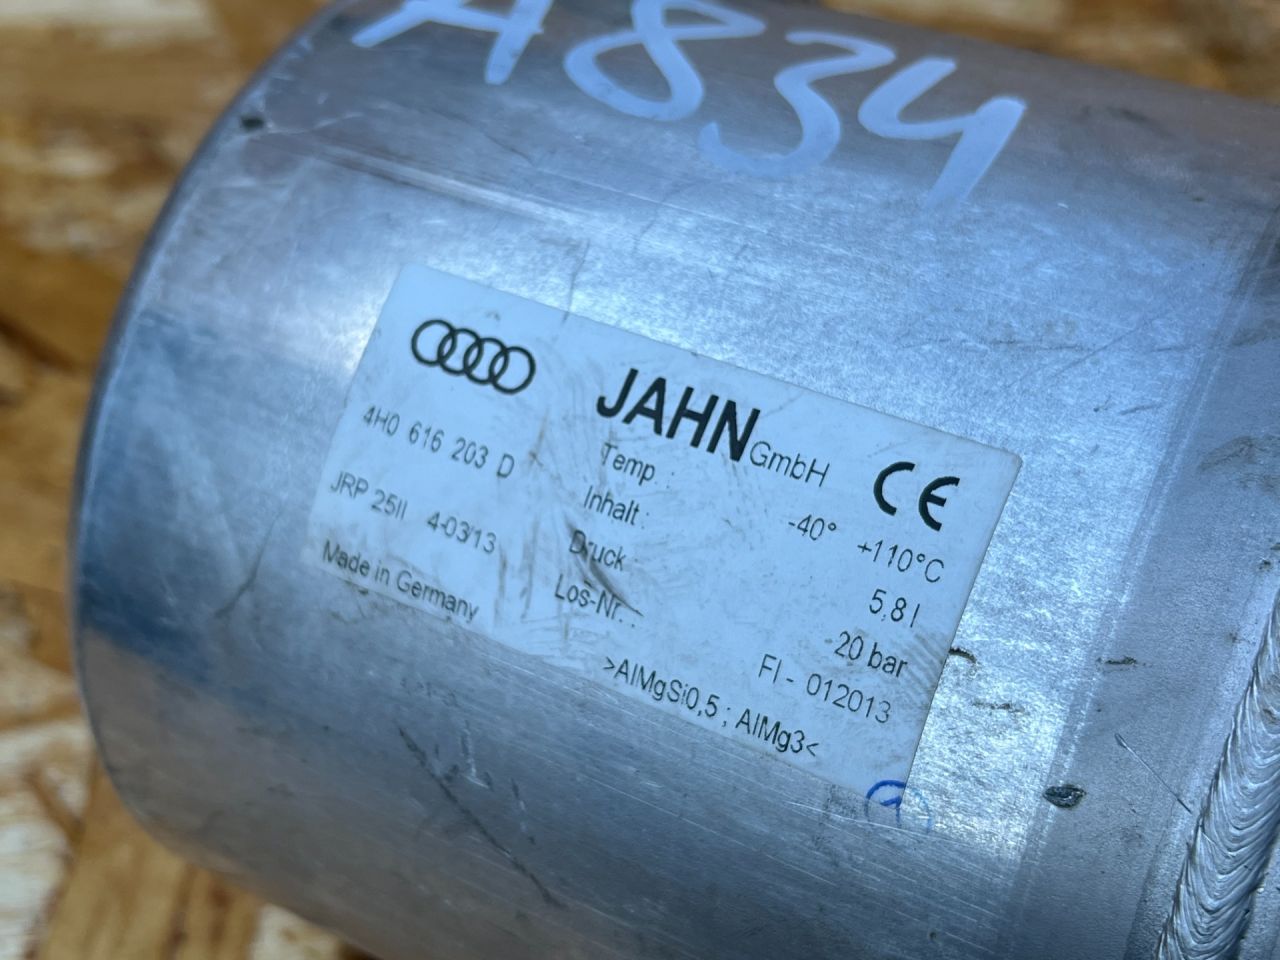 A834
JAHN GmbH CE
4H0 616 203 D
JRP 25II 4-03/13
Made in Germany
Temp.: -40° +110°C
Inhalt: 5,8 l
Druck: 20 bar
Los-Nr.: FI - 012013
>AlMgSi0,5 ; AlMg3<